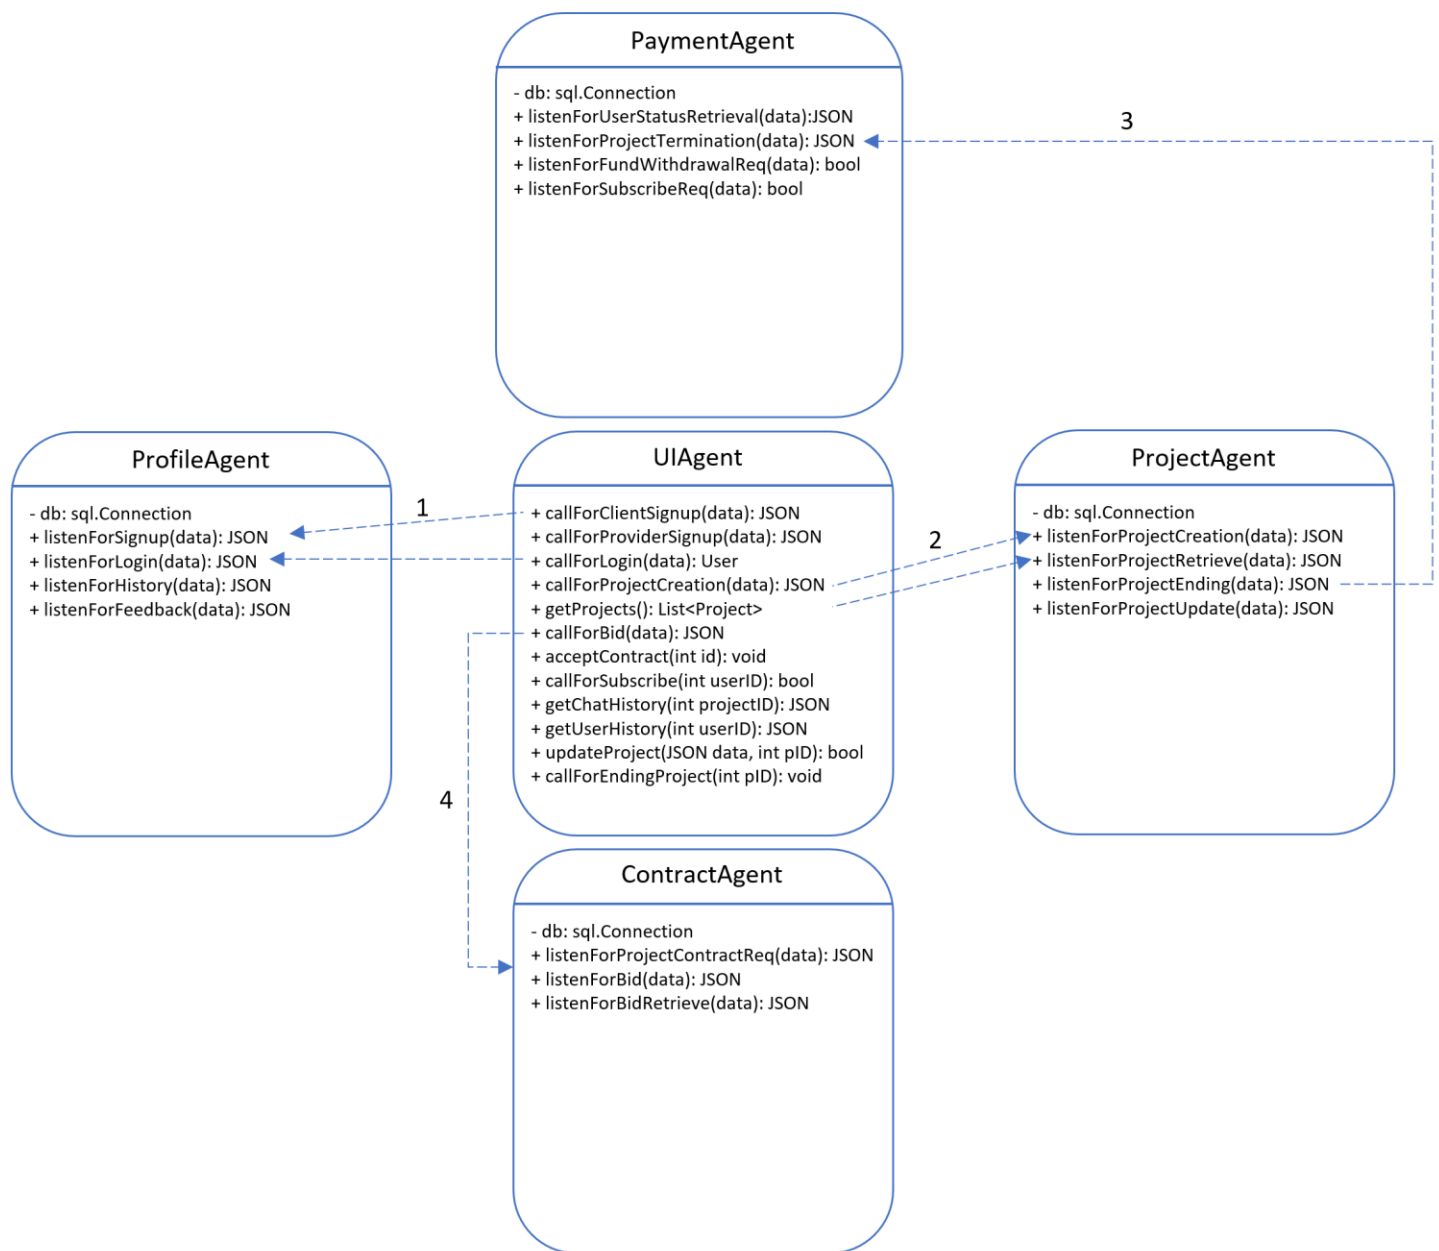 PaymentAgent
- db: sql.Connection
+ listenForUserStatusRetrieval(data):JSON
+ listenForProjectTermination(data): JSON
+ listenForFundWithdrawalReq(data): bool
+ listenForSubscribeReq(data): bool
3
ProfileAgent
- db: sql.Connection
+ listenForSignup(data): JSON
+ listenForLogin(data): JSON
+ listenForHistory(data): JSON
+ listenForFeedback(data): JSON
1
UIAgent
+ callForClientSignup(data): JSON
+ callForProviderSignup(data): JSON
+ callForLogin(data): User
+ callForProjectCreation(data): JSON
+ getProjects(): List<Project>
+ callForBid(data): JSON
+ acceptContract(int id): void
+ callForSubscribe(int userID): bool
+ getChatHistory(int projectID): JSON
+ getUserHistory(int userID): JSON
+ updateProject(JSON data, int pID): bool
+ callForEndingProject(int pID): void
2
ProjectAgent
- db: sql.Connection
+ listenForProjectCreation(data): JSON
+ listenForProjectRetrieve(data): JSON
+ listenForProjectEnding(data): JSON
+ listenForProjectUpdate(data): JSON
4
ContractAgent
- db: sql.Connection
+ listenForProjectContractReq(data): JSON
+ listenForBid(data): JSON
+ listenForBidRetrieve(data): JSON